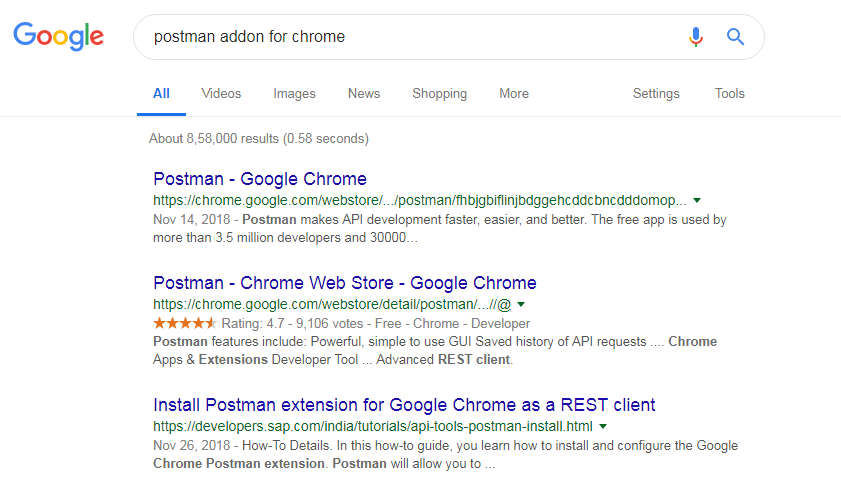 Google
postman addon for chrome
All Videos Images News Shopping More Settings Tools
About 8,58,000 results (0.58 seconds)
Postman - Google Chrome
https://chrome.google.com/webstore/.../postman/fhbjgbiflinjbdggehcddcbncdddomop...
Nov 14, 2018 - Postman makes API development faster, easier, and better. The free app is used by
more than 3.5 million developers and 30000...
Postman - Chrome Web Store - Google Chrome
https://chrome.google.com/webstore/detail/postman/...//@
Rating: 4.7 - 9,106 votes - Free - Chrome - Developer
Postman features include: Powerful, simple to use GUI Saved history of API requests .... Chrome
Apps & Extensions Developer Tool ... Advanced REST client.
Install Postman extension for Google Chrome as a REST client
https://developers.sap.com/india/tutorials/api-tools-postman-install.html
Nov 26, 2018 - How-To Details. In this how-to guide, you learn how to install and configure the Google
Chrome Postman extension. Postman will allow you to ...